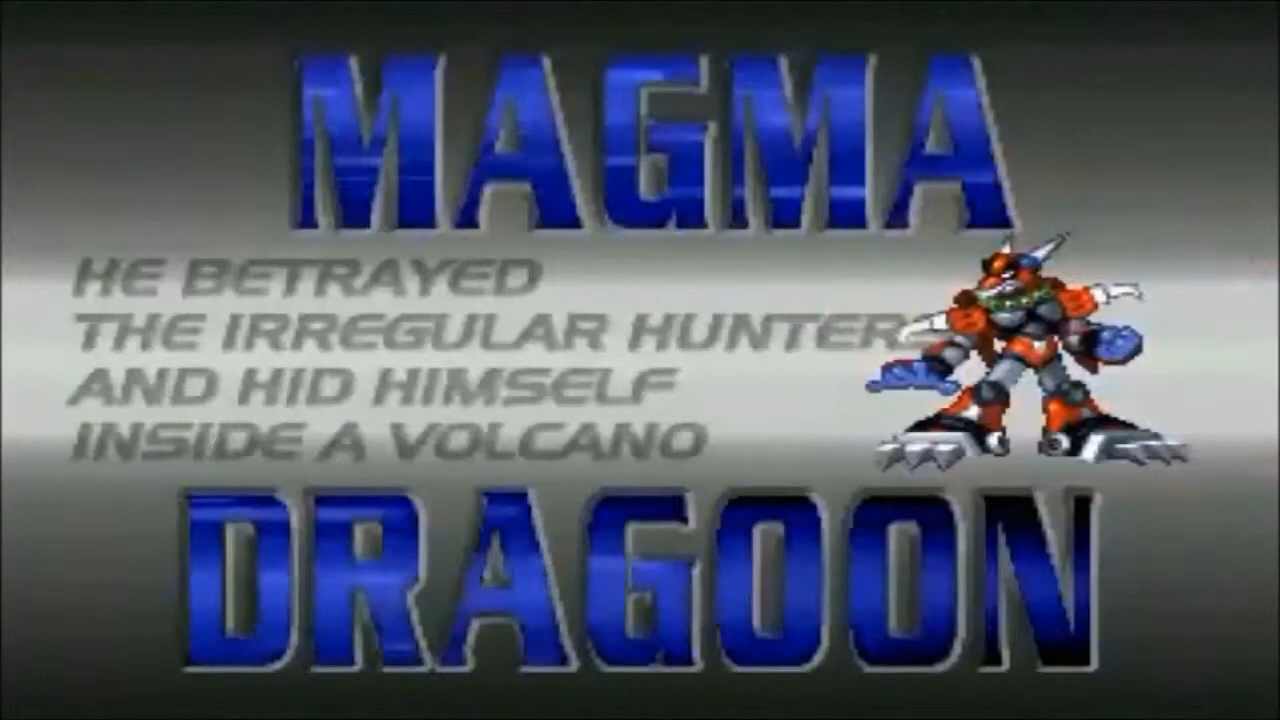 MAGMA
HE BETRAYED
THE IRREGULAR HUNTERS
AND HID HIMSELF
INSIDE A VOLCANO
DRAGOON